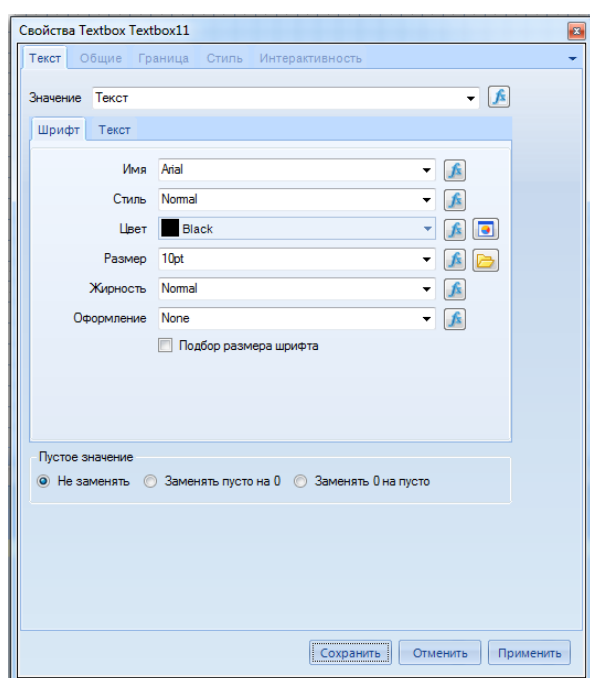 Свойства Textbox Textbox11
Текст Общие Граница Стиль Интерактивность
Значение Текст
Шрифт Текст
Имя Arial
Стиль Normal
Цвет Black
Размер 10pt
Жирность Normal
Оформление None
Подбор размера шрифта
Пустое значение
Не заменять Заменять пусто на 0 Заменять 0 на пусто
Сохранить Отменить Применить